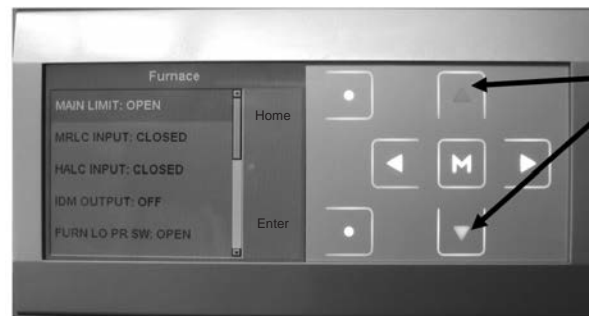 Furnace
MAIN LIMIT: OPEN
MRLC INPUT: CLOSED
HALC INPUT: CLOSED
IDM OUTPUT: OFF
FURN LO PR SW: OPEN
Home
Enter
M